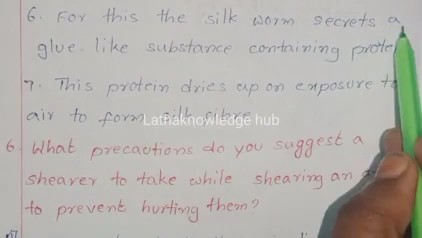 6. For this the silk worm secrets a
glue like substance containing
7. This protein dries up on exposure to
air to form silk
Lathaknowledge hub
6. What precautions do you suggest a
shearer to take while shearing an
to prevent hurting them?